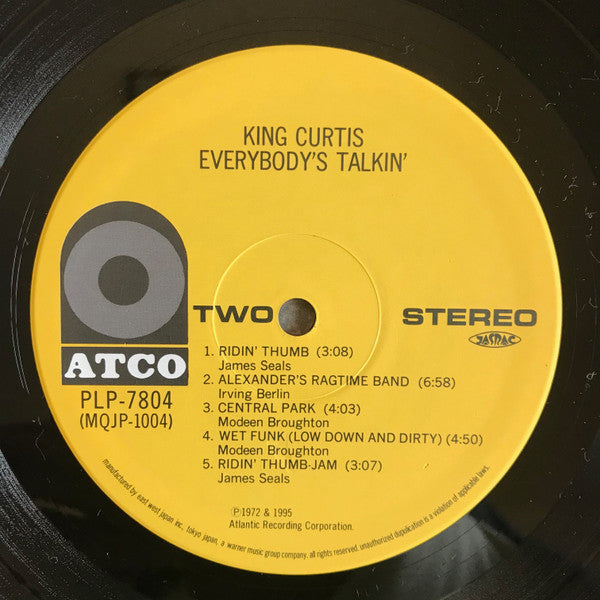 KING CURTIS
EVERYBODY'S TALKIN'
TWO
STEREO
JASRAC
ATCO
PLP-7804
(MQJP-1004)
1. RIDIN' THUMB (3:08)
James Seals
2. ALEXANDER'S RAGTIME BAND (6:58)
Irving Berlin
3. CENTRAL PARK (4:03)
Modeen Broughton
4. WET FUNK (LOW DOWN AND DIRTY) (4:50)
Modeen Broughton
5. RIDIN' THUMB-JAM (3:07)
James Seals
Ⓟ1972 & 1995
Atlantic Recording Corporation.
manufactured by east west japan inc., tokyo japan, a warner music group company. all rights reserved. unauthorized duplication is a violation of applicable laws.